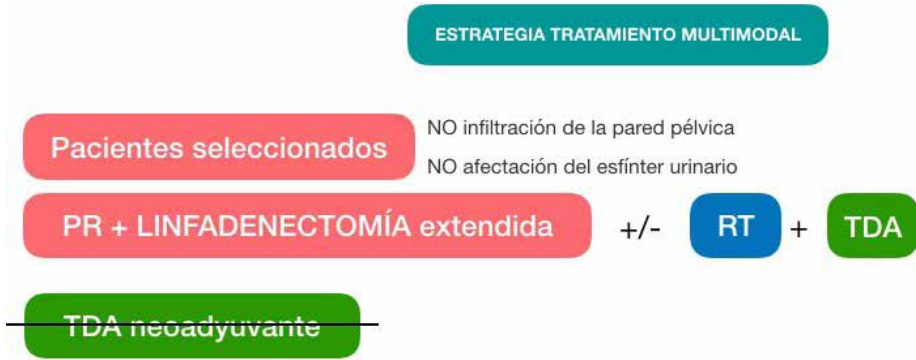 ESTRATEGIA TRATAMIENTO MULTIMODAL
Pacientes seleccionados
NO infiltración de la pared pélvica
NO afectación del esfínter urinario
PR + LINFADENECTOMÍA extendida +/- RT + TDA
TDA neoadyuvante